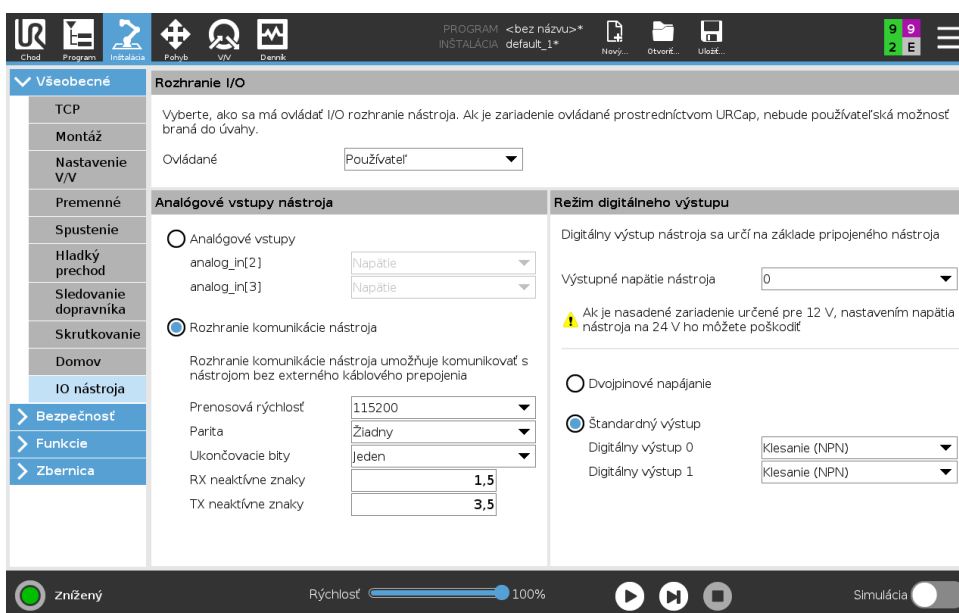 UR
Chod
Program
Inštalácia
Pohyb
V/V
Denník
PROGRAM <bez názvu>*
INŠTALÁCIA default_1*
Nový...
Otvoriť...
Uložiť...
9 9
2 E
Všeobecné
TCP
Montáž
Nastavenie
V/V
Premenné
Spustenie
Hladký
prechod
Sledovanie
dopravníka
Skrutkovanie
Domov
IO nástroja
Bezpečnosť
Funkcie
Zbernica
Rozhranie I/O
Vyberte, ako sa má ovládať I/O rozhranie nástroja. Ak je zariadenie ovládané prostredníctvom URCap, nebude používateľská možnosť
braná do úvahy.
Ovládané Používateľ
Analógové vstupy nástroja
Analógové vstupy
analog_in[2] Napätie
analog_in[3] Napätie
Rozhranie komunikácie nástroja
Rozhranie komunikácie nástroja umožňuje komunikovať s
nástrojom bez externého káblového prepojenia
Prenosová rýchlosť 115200
Parita Žiadny
Ukončovacie bity Jeden
RX neaktívne znaky 1,5
TX neaktívne znaky 3,5
Režim digitálneho výstupu
Digitálny výstup nástroja sa určí na základe pripojeného nástroja
Výstupné napätie nástroja 0
Ak je nasadené zariadenie určené pre 12 V, nastavením napätia
nástroja na 24 V ho môžete poškodiť
Dvojpinové napájanie
Štandardný výstup
Digitálny výstup 0 Klesanie (NPN)
Digitálny výstup 1 Klesanie (NPN)
Znížený
Rýchlosť 100%
Simulácia